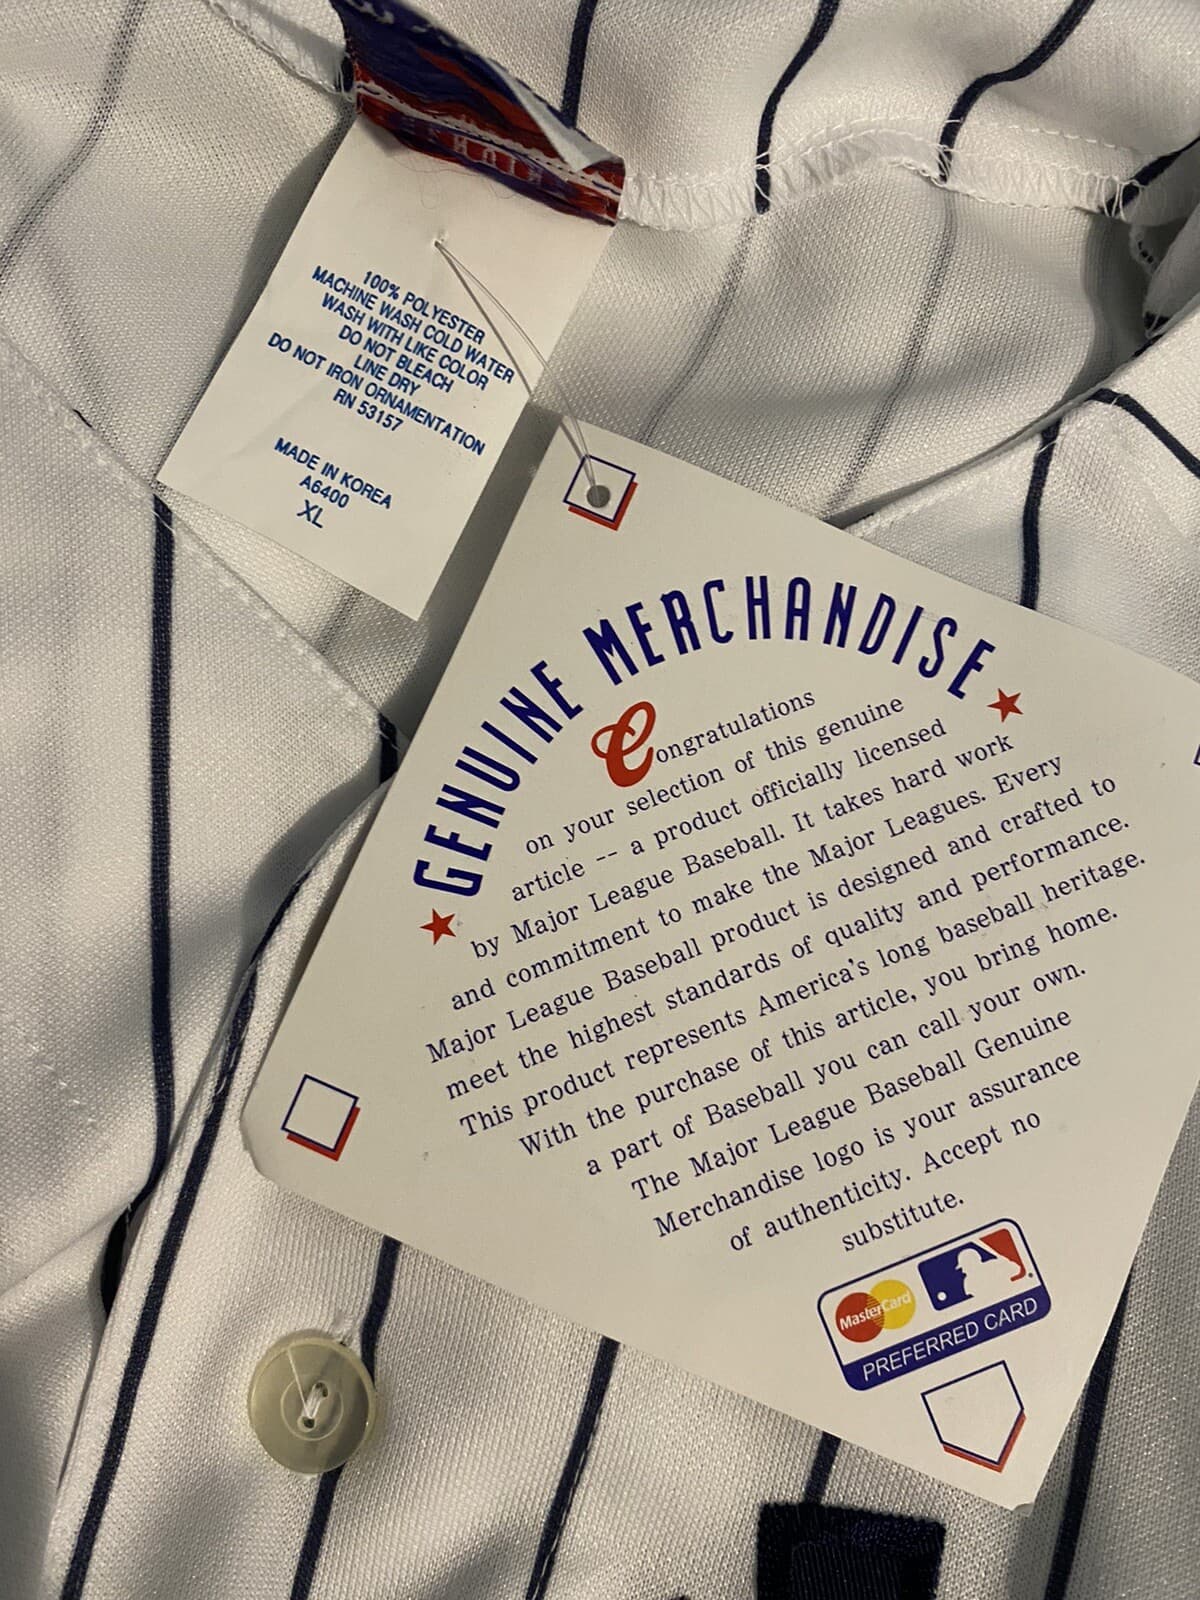 100% POLYESTER
MACHINE WASH COLD WATER
WASH WITH LIKE COLOR
DO NOT BLEACH
LINE DRY
DO NOT IRON ORNAMENTATION
RN 53157
MADE IN KOREA
A6400
XL
GENUINE MERCHANDISE
Congratulations
on your selection of this genuine
article -- a product officially licensed
by Major League Baseball. It takes hard work
and commitment to make the Major Leagues. Every
Major League Baseball product is designed and crafted to
meet the highest standards of quality and performance.
This product represents America's long baseball heritage.
With the purchase of this article, you bring home.
a part of Baseball you can call your own.
The Major League Baseball Genuine
Merchandise logo is your assurance
of authenticity. Accept no
substitute.
MasterCard
PREFERRED CARD